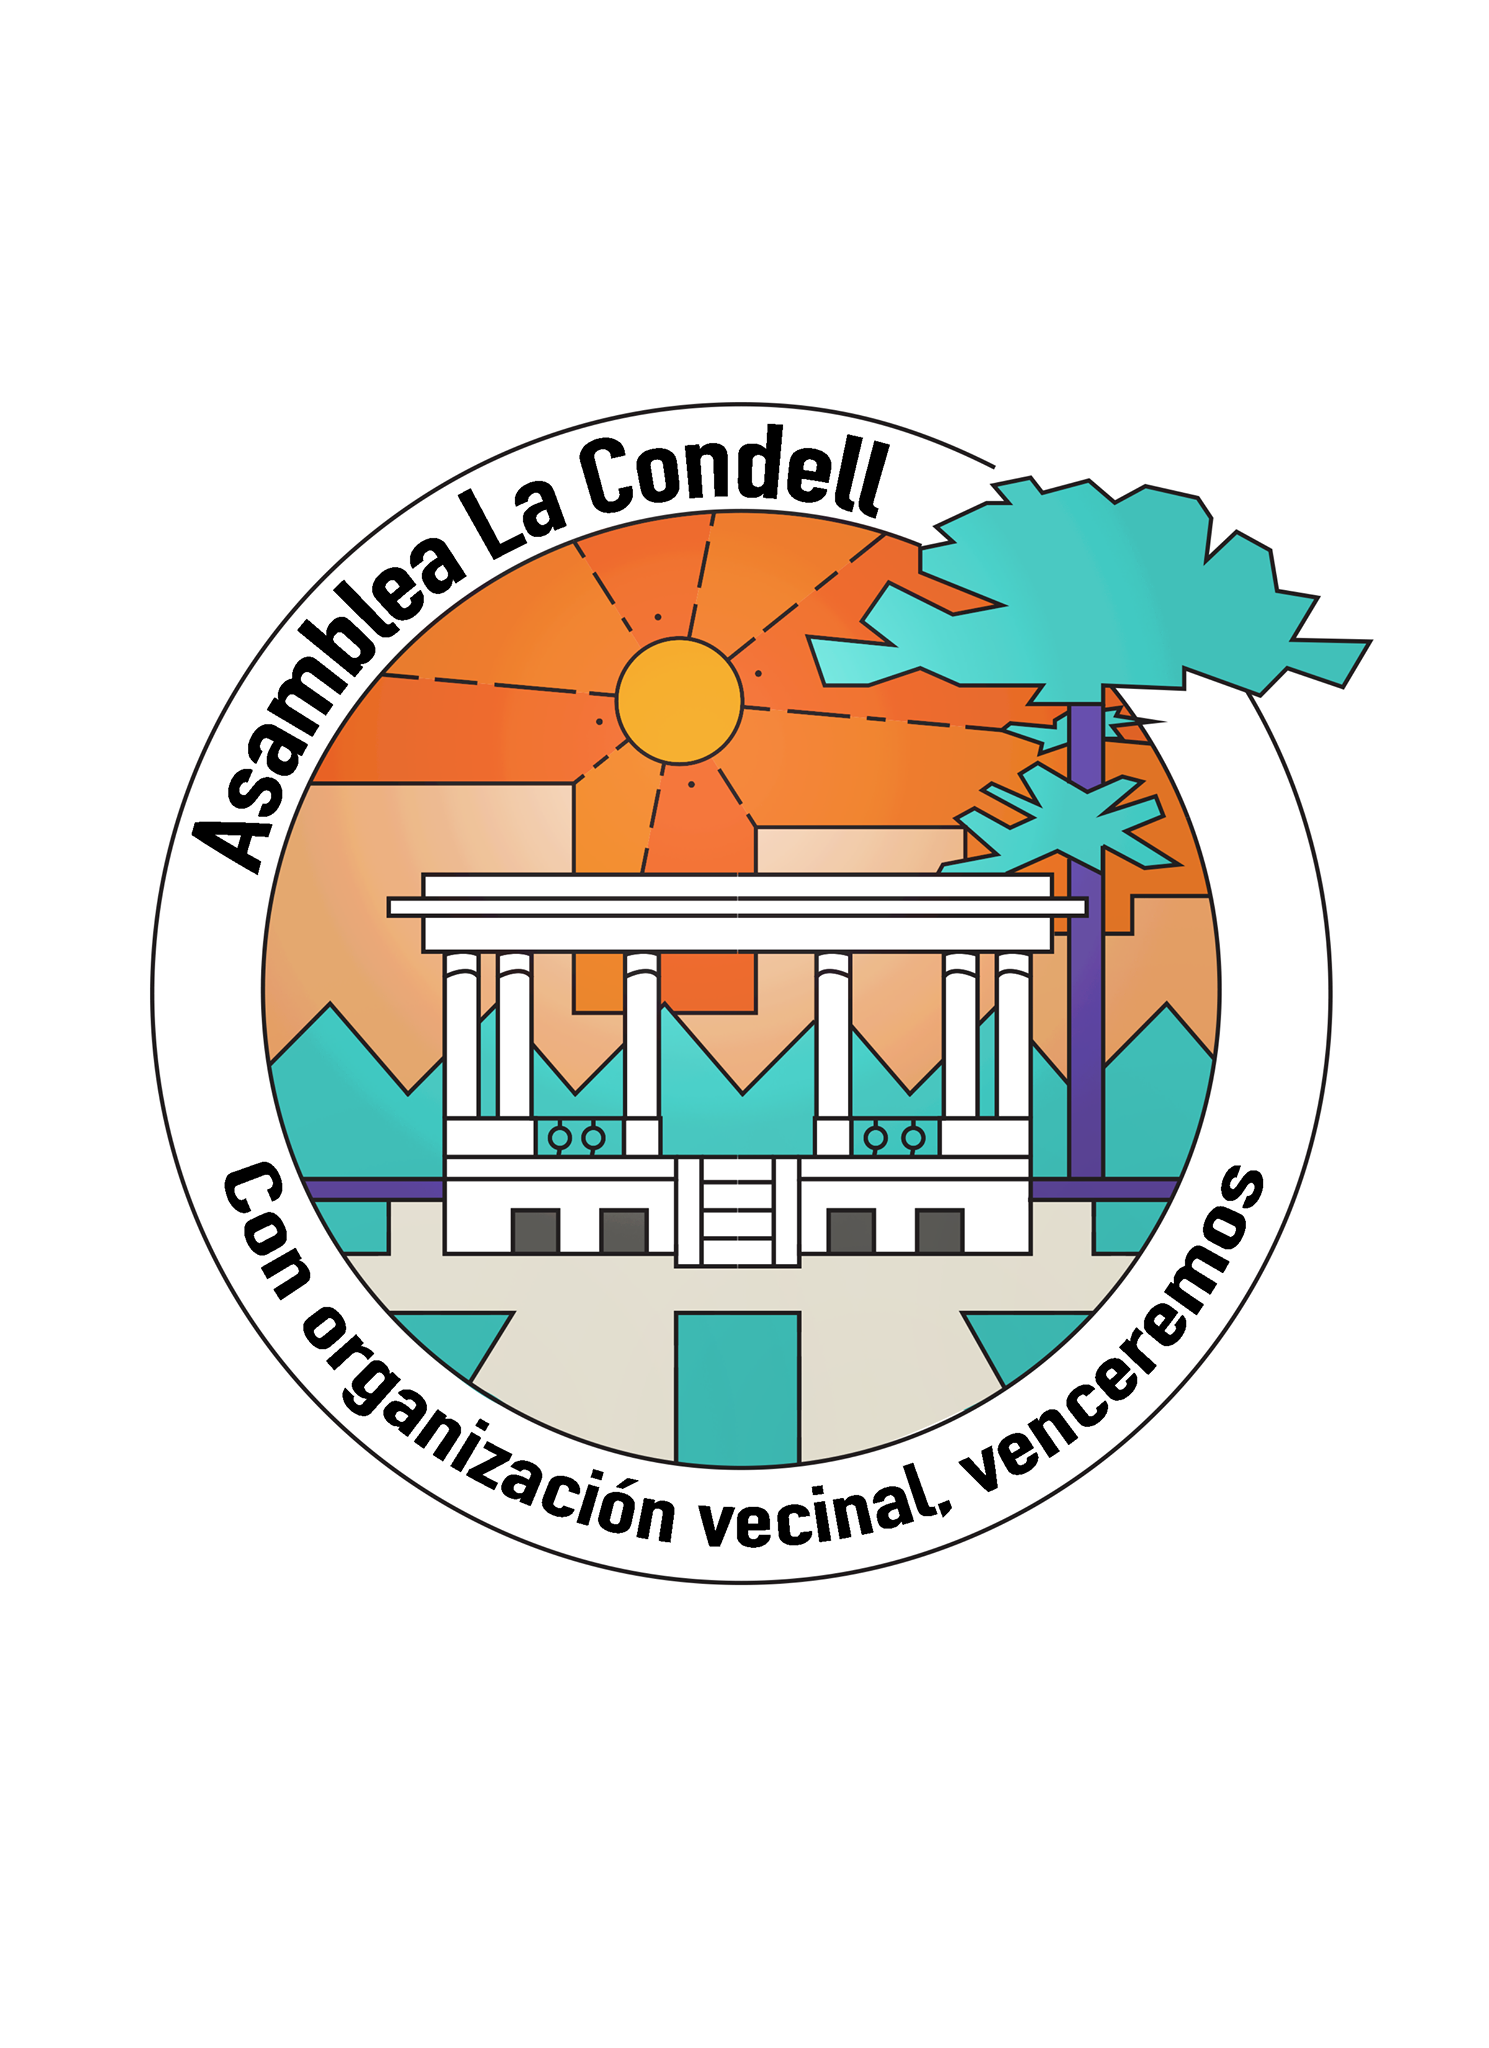 Asamblea La Condell
Con organización vecinal, venceremos